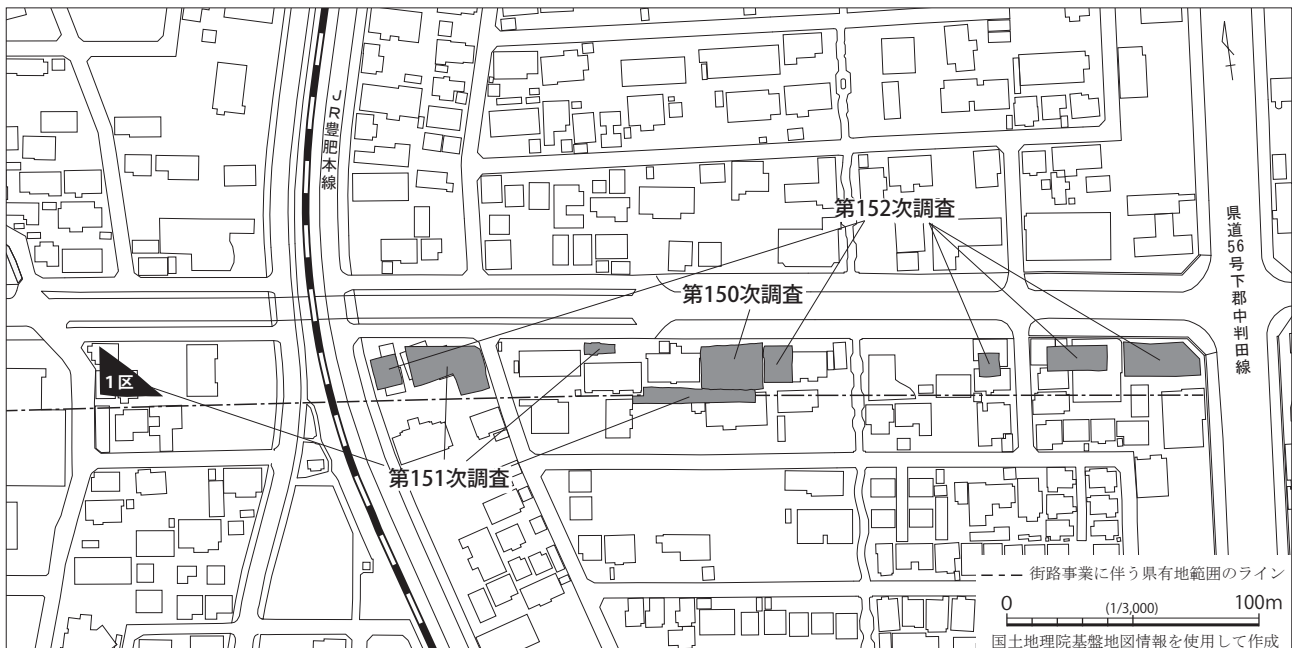 JR豊肥本線
第152次調査
県道56号下郡中判田線
第150次調査
1区
第151次調査
街路事業に伴う県有地範囲のライン
0 (1/3,000) 100m
国土地理院基盤地図情報を使用して作成